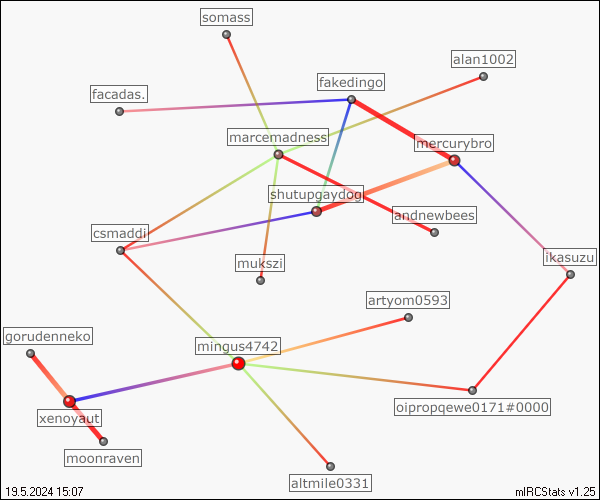 somass
alan1002
fakedingo
facadas.
marcemadness
mercurybro
shutupgaydog
andnewbees
csmaddi
ikasuzu
mukszi
artyom0593
gorudenneko
mingus4742
oipropqewe0171#0000
xenoyaut
moonraven
altmile0331
19.5.2024 15:07
mIRCStats v1.25